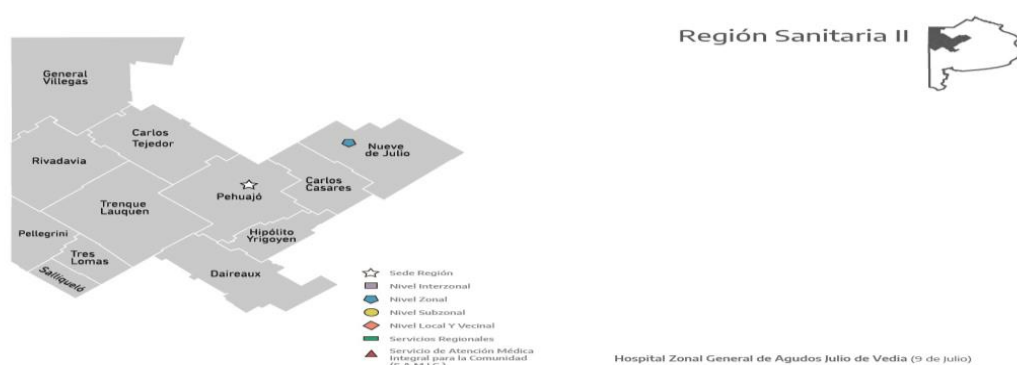 Región Sanitaria II
General
Villegas
Carlos
Tejedor
Nueve
de Julio
Rivadavia
Carlos
Casares
Pehuajó
Trenque
Lauquen
Pellegrini
Hipólito
Yrigoyen
Tres
Lomas
Salliqueló
Daireaux
Sede Región
Nivel Interzonal
Nivel Zonal
Nivel Subzonal
Nivel Local Y Vecinal
Servicios Regionales
Servicio de Atención Médica
Integral para la Comunidad
(S.A.M.I.C.)
Hospital Zonal General de Agudos Julio de Vedia (9 de Julio)